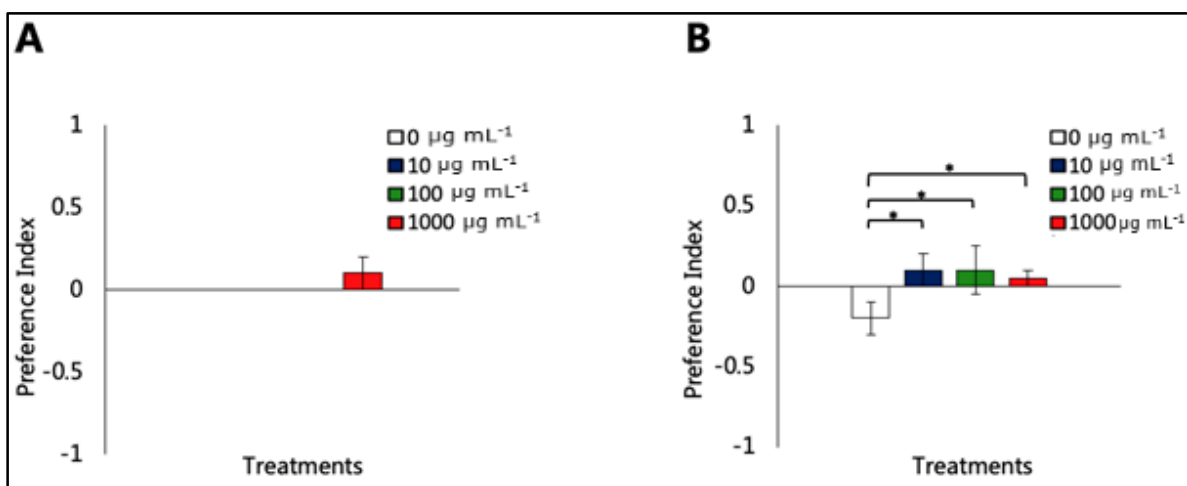 A
1
0.5
0
-0.5
-1
Preference Index
Treatments
0 µg mL⁻¹
10 µg mL⁻¹
100 µg mL⁻¹
1000 µg mL⁻¹
B
1
0.5
0
-0.5
-1
Preference Index
Treatments
0 µg mL⁻¹
10 µg mL⁻¹
100 µg mL⁻¹
1000 µg mL⁻¹
*
*
*